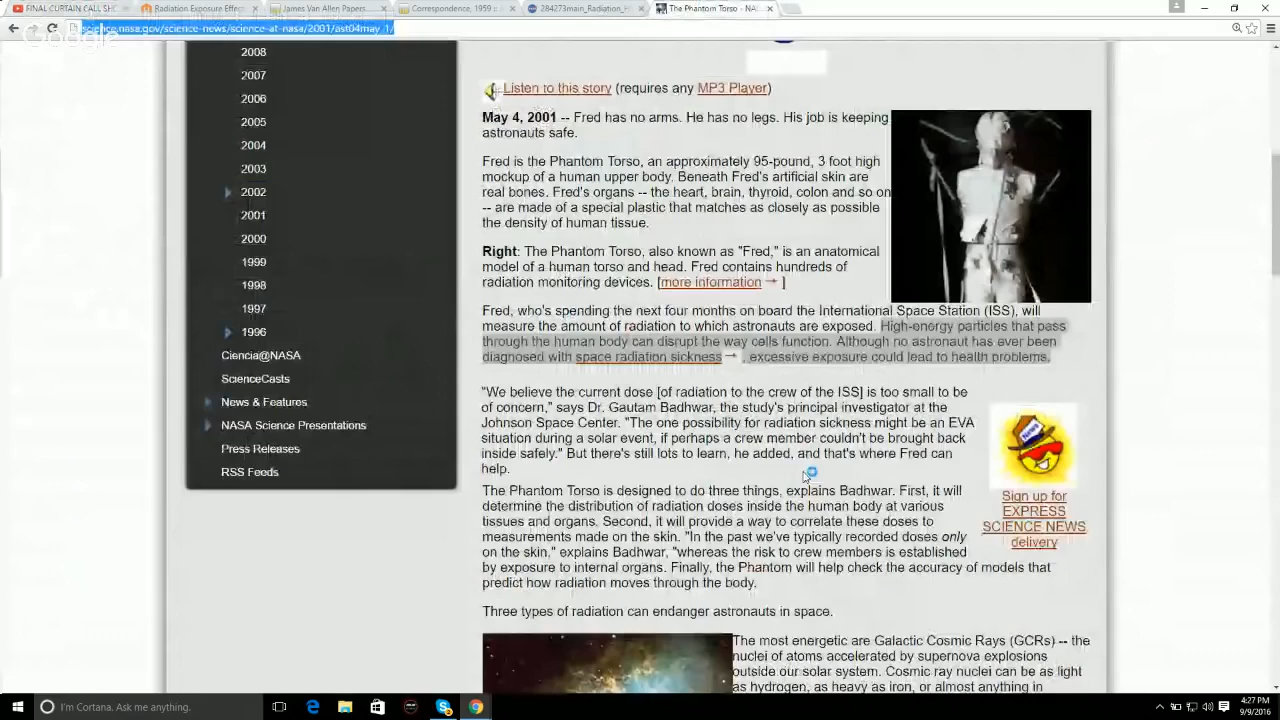 FINAL CURTAIN CALL SH
Radiation Exposure Effec
James Van Allen Papers,
Correspondence, 1959 c
284273main_Radiation_H
The Phantom Torso - NA
science.nasa.gov/science-news/science-at-nasa/2001/ast04may_1/
Google
2008
2007
2006
2005
2004
2003
2002
2001
2000
1999
1998
1997
1996
Ciencia@NASA
ScienceCasts
News & Features
NASA Science Presentations
Press Releases
RSS Feeds
Listen to this story (requires any MP3 Player)
May 4, 2001 -- Fred has no arms. He has no legs. His job is keeping
astronauts safe.
Fred is the Phantom Torso, an approximately 95-pound, 3 foot high
mockup of a human upper body. Beneath Fred's artificial skin are
real bones. Fred's organs -- the heart, brain, thyroid, colon and so on
-- are made of a special plastic that matches as closely as possible
the density of human tissue.
Right: The Phantom Torso, also known as "Fred," is an anatomical
model of a human torso and head. Fred contains hundreds of
radiation monitoring devices. [more information → ]
Fred, who's spending the next four months on board the International Space Station (ISS), will
measure the amount of radiation to which astronauts are exposed. High-energy particles that pass
through the human body can disrupt the way cells function. Although no astronaut has ever been
diagnosed with space radiation sickness → , excessive exposure could lead to health problems.
"We believe the current dose [of radiation to the crew of the ISS] is too small to be
of concern," says Dr. Gautam Badhwar, the study's principal investigator at the
Johnson Space Center. "The one possibility for radiation sickness might be an EVA
situation during a solar event, if perhaps a crew member couldn't be brought back
inside safely." But there's still lots to learn, he added, and that's where Fred can
help.
News
Sign up for
EXPRESS
SCIENCE NEWS
delivery
The Phantom Torso is designed to do three things, explains Badhwar. First, it will
determine the distribution of radiation doses inside the human body at various
tissues and organs. Second, it will provide a way to correlate these doses to
measurements made on the skin. "In the past we've typically recorded doses only
on the skin," explains Badhwar, "whereas the risk to crew members is established
by exposure to internal organs. Finally, the Phantom will help check the accuracy of models that
predict how radiation moves through the body.
Three types of radiation can endanger astronauts in space.
The most energetic are Galactic Cosmic Rays (GCRs) -- the
nuclei of atoms accelerated by supernova explosions
outside our solar system. Cosmic ray nuclei can be as light
as hydrogen, as heavy as iron, or almost anything in
I'm Cortana. Ask me anything.
4:27 PM
9/9/2016